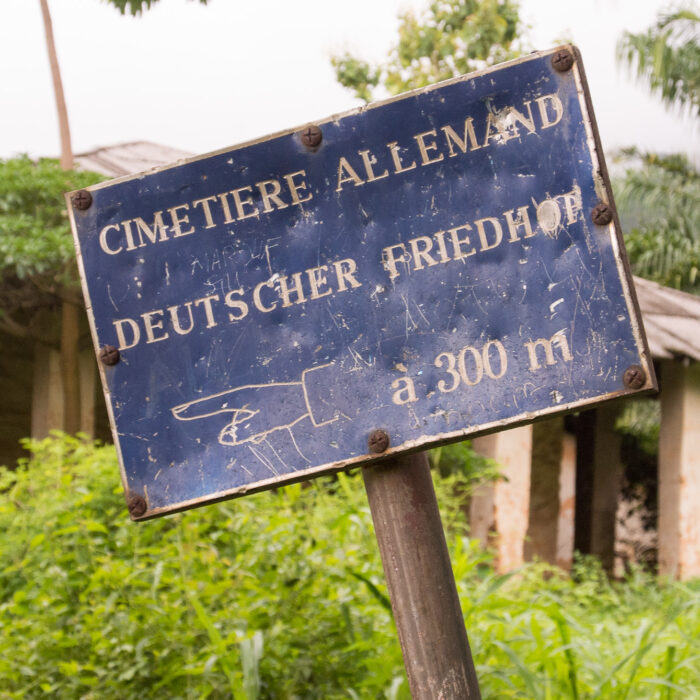 CIMETIERE ALLEMAND
DEUTSCHER FRIEDHOF
a 300 m